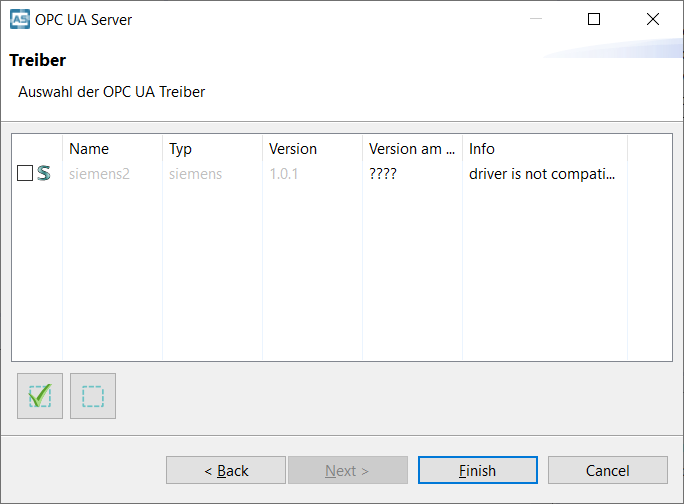 OPC UA Server
Treiber
Auswahl der OPC UA Treiber
Name Typ Version Version am ... Info
siemens2 siemens 1.0.1 ???? driver is not compati...
< Back Next > Finish Cancel